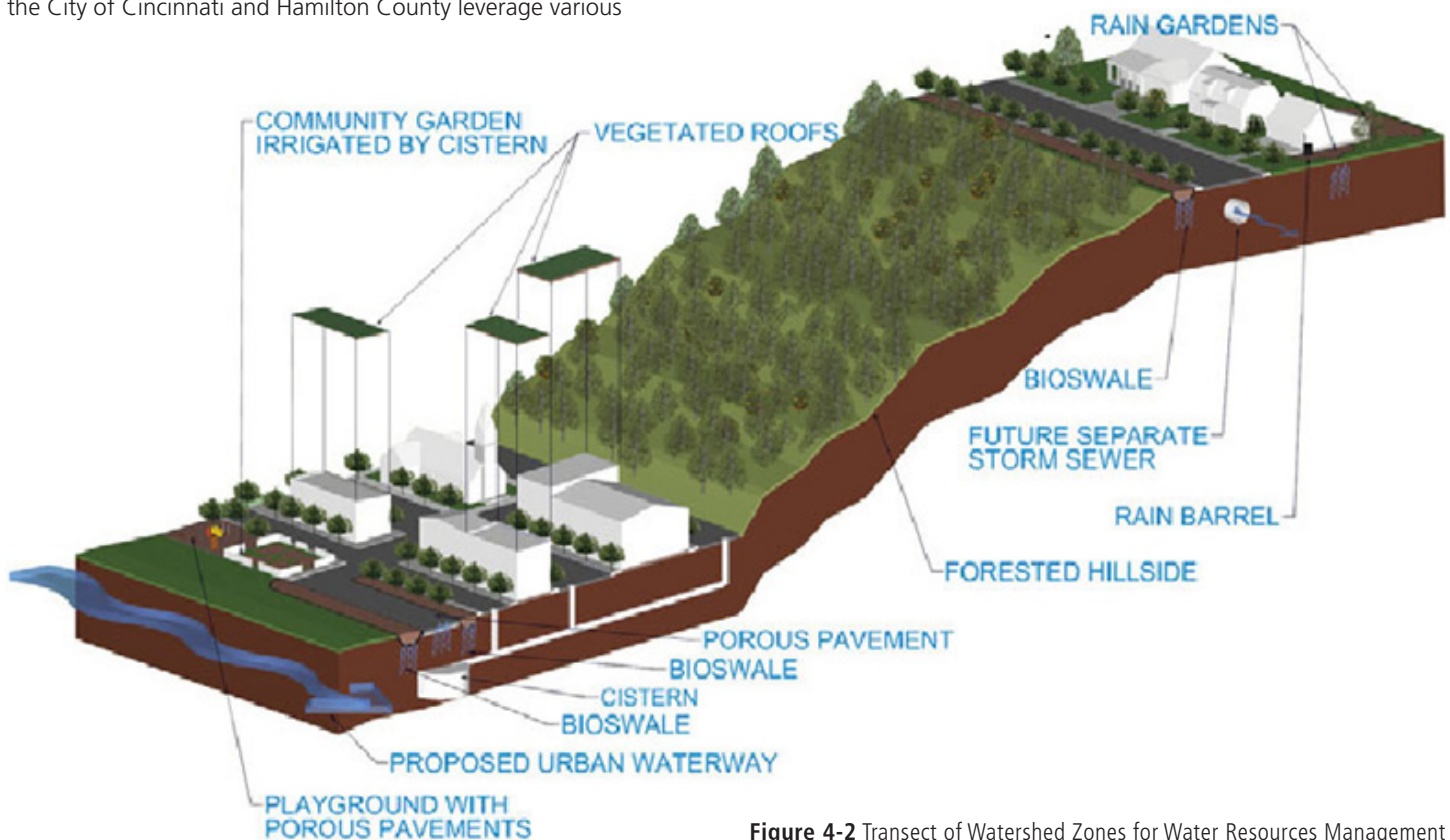 the City of Cincinnati and Hamilton County leverage various
RAIN GARDENS
COMMUNITY GARDEN
IRRIGATED BY CISTERN
VEGETATED ROOFS
BIOSWALE
FUTURE SEPARATE
STORM SEWER
RAIN BARREL
FORESTED HILLSIDE
POROUS PAVEMENT
BIOSWALE
CISTERN
BIOSWALE
PROPOSED URBAN WATERWAY
PLAYGROUND WITH
POROUS PAVEMENTS
Figure 4-2 Transect of Watershed Zones for Water Resources Management